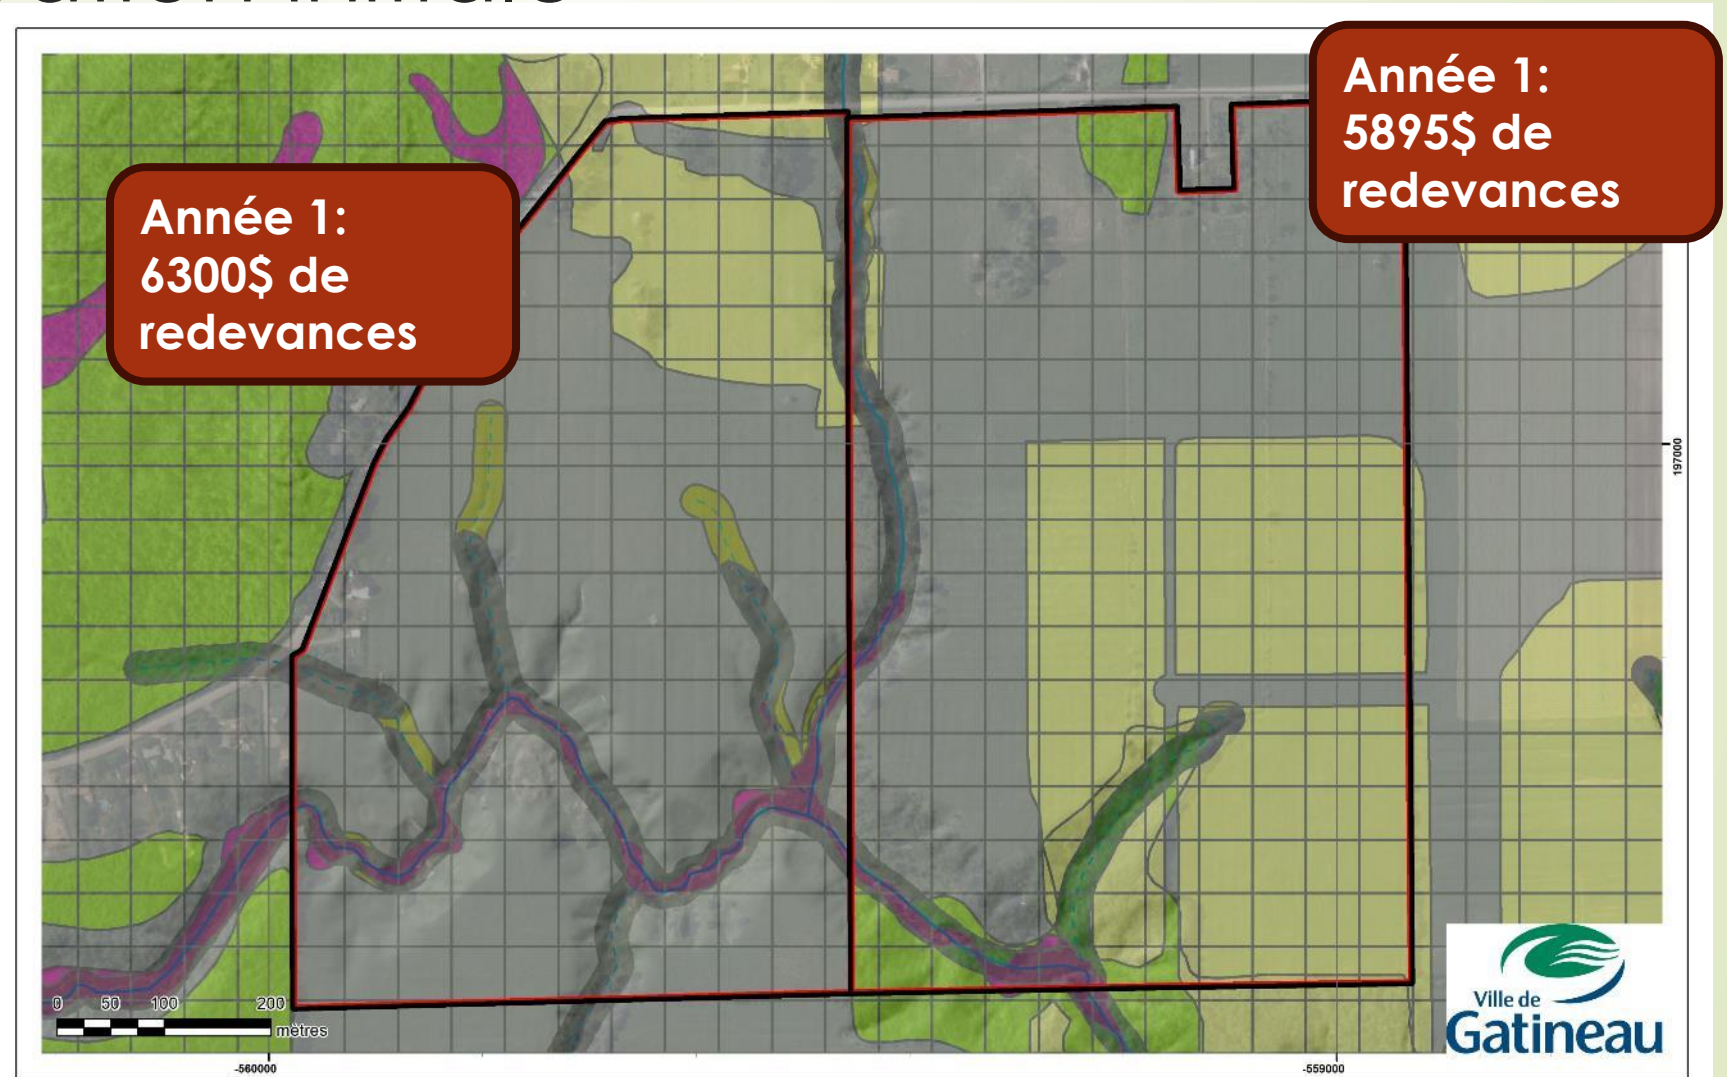 Année 1:
5895$ de
redevances
Année 1:
6300$ de
redevances
197000
0 50 100 200
mètres
Ville de
Gatineau
-560000 -559000